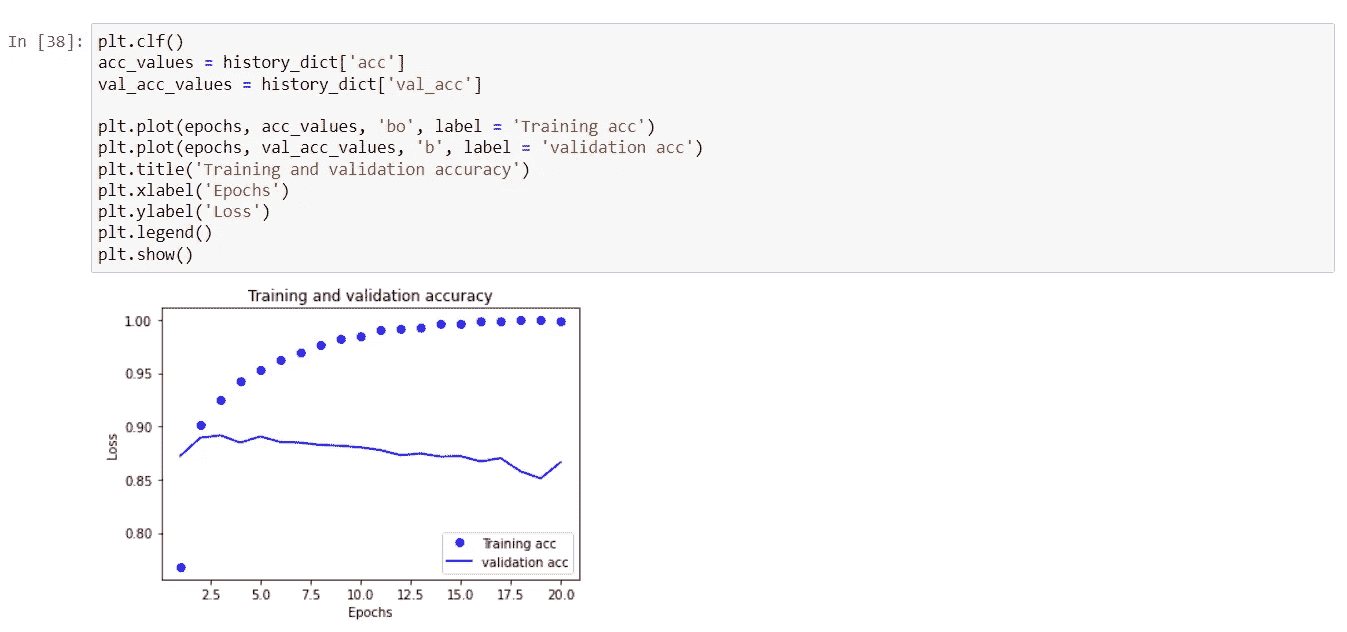 In [38]:
plt.clf()
acc_values = history_dict['acc']
val_acc_values = history_dict['val_acc']
plt.plot(epochs, acc_values, 'bo', label = 'Training acc')
plt.plot(epochs, val_acc_values, 'b', label = 'validation acc')
plt.title('Training and validation accuracy')
plt.xlabel('Epochs')
plt.ylabel('Loss')
plt.legend()
plt.show()
Training and validation accuracy
1.00
0.95
0.90
0.85
0.80
Loss
Training acc
validation acc
2.5 5.0 7.5 10.0 12.5 15.0 17.5 20.0
Epochs